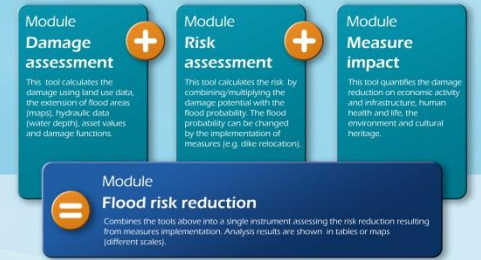 Module
Damage
assessment
This tool calculates the
damage using land use data,
the extension of flood areas
(maps), hydraulic data
(water depth), asset values
and damage functions.
+
Module
Risk
assessment
This tool calculates the risk by
combining/multiplying the
damage potential with the
flood probability. The flood
probability can be changed
by the implementation of
measures (e.g. dike relocation).
+
Module
Measure
impact
This tool quantifies the damage
reduction on economic activity
and infrastructure, human
health and life, the
environment and cultural
heritage.
=
Module
Flood risk reduction
Combines the tools above into a single instrument assessing the risk reduction resulting
from measures implementation. Analysis results are shown in tables or maps
(different scales).